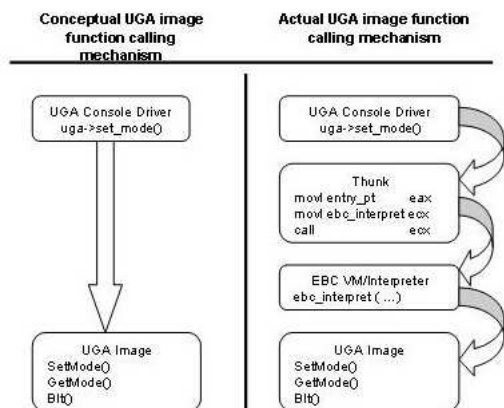 Conceptual UGA image
function calling
mechanism
Actual UGA image function
calling mechanism
UGA Console Driver
uga->set_mode()
UGA Image
SetMode()
GetMode()
Blt()
UGA Console Driver
uga->set_mode()
Thunk
movl entry_pt eax
movl ebc_interpret ecx
call ecx
EBC VM/Interpreter
ebc_interpret (...)
UGA Image
SetMode()
GetMode()
Blt()